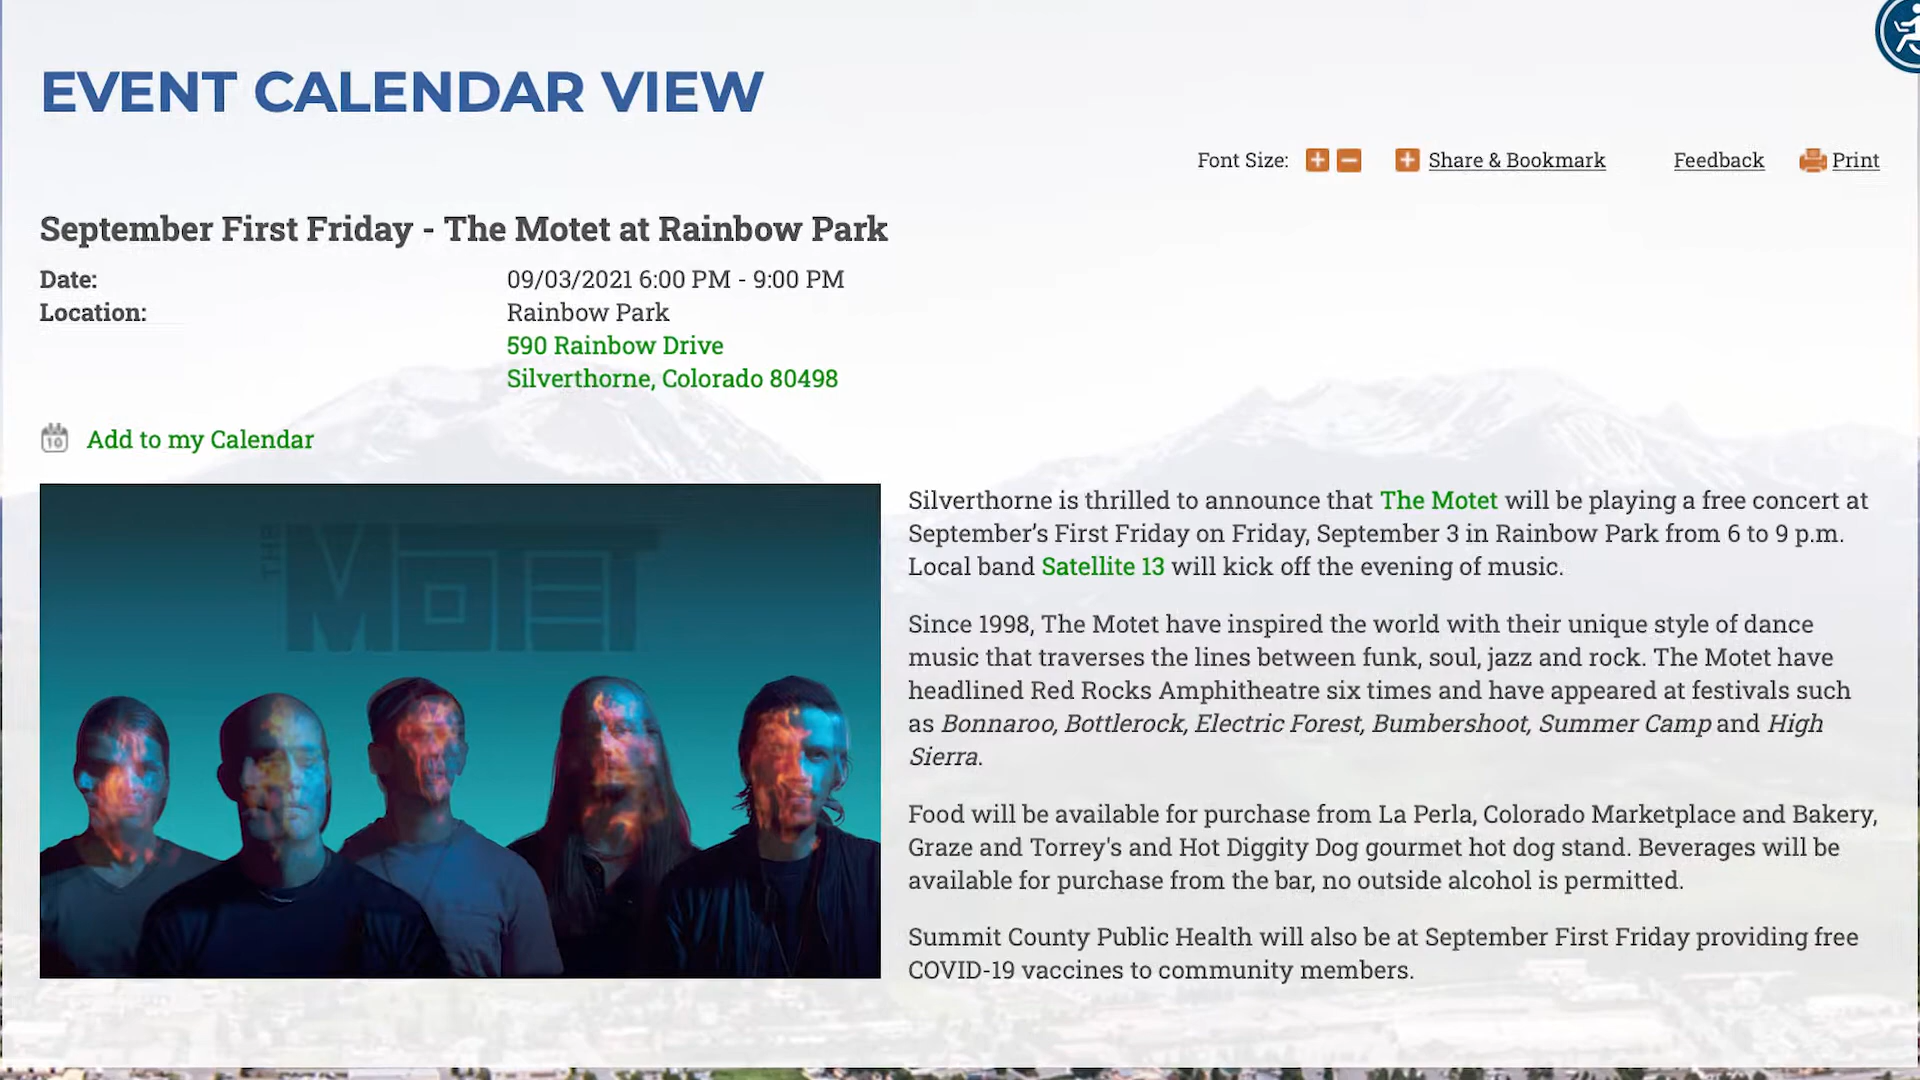 EVENT CALENDAR VIEW
Font Size: Share & Bookmark Feedback Print
September First Friday - The Motet at Rainbow Park
Date: 09/03/2021 6:00 PM - 9:00 PM
Location: Rainbow Park
590 Rainbow Drive
Silverthorne, Colorado 80498
10 Add to my Calendar
THE
MOTET
Silverthorne is thrilled to announce that The Motet will be playing a free concert at
September's First Friday on Friday, September 3 in Rainbow Park from 6 to 9 p.m.
Local band Satellite 13 will kick off the evening of music.
Since 1998, The Motet have inspired the world with their unique style of dance
music that traverses the lines between funk, soul, jazz and rock. The Motet have
headlined Red Rocks Amphitheatre six times and have appeared at festivals such
as Bonnaroo, Bottlerock, Electric Forest, Bumbershoot, Summer Camp and High
Sierra.
Food will be available for purchase from La Perla, Colorado Marketplace and Bakery,
Graze and Torrey's and Hot Diggity Dog gourmet hot dog stand. Beverages will be
available for purchase from the bar, no outside alcohol is permitted.
Summit County Public Health will also be at September First Friday providing free
COVID-19 vaccines to community members.